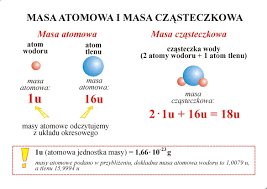 MASA ATOMOWA I MASA CZĄSTECZKOWA
Masa atomowa
atom
wodoru
atom
tlenu
masa
atomowa:
1u
masa
atomowa:
16u
masy atomowe odczytujemy
z układu okresowego
Masa cząsteczkowa
cząsteczka wody
(2 atomy wodoru + 1 atom tlenu)
masa
cząsteczkowa:
2·1u + 16u = 18u
!
1u (atomowa jednostka masy) = 1,66·10⁻²³ g
masy atomowe podano w przybliżeniu, dokładna masa atomowa wodoru to 1,0079 u,
a tlenu 15,9994 u